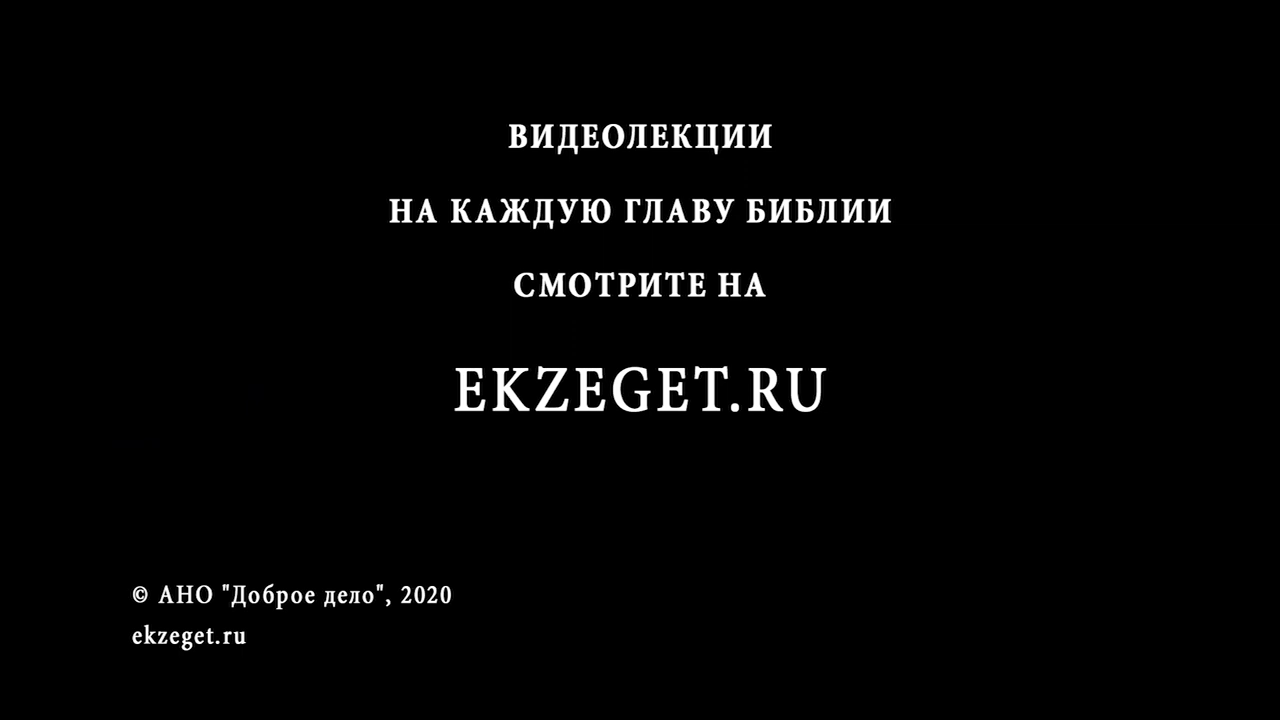 ВИДЕОЛЕКЦИИ
НА КАЖДУЮ ГЛАВУ БИБЛИИ
СМОТРИТЕ НА
EKZEGET.RU
© АНО "Доброе дело", 2020
ekzeget.ru